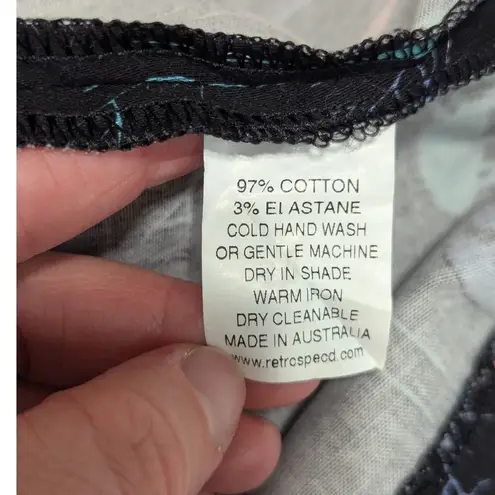 97% COTTON
3% ELASTANE
COLD HAND WASH
OR GENTLE MACHINE
DRY IN SHADE
WARM IRON
DRY CLEANABLE
MADE IN AUSTRALIA
www.retrospecd.com